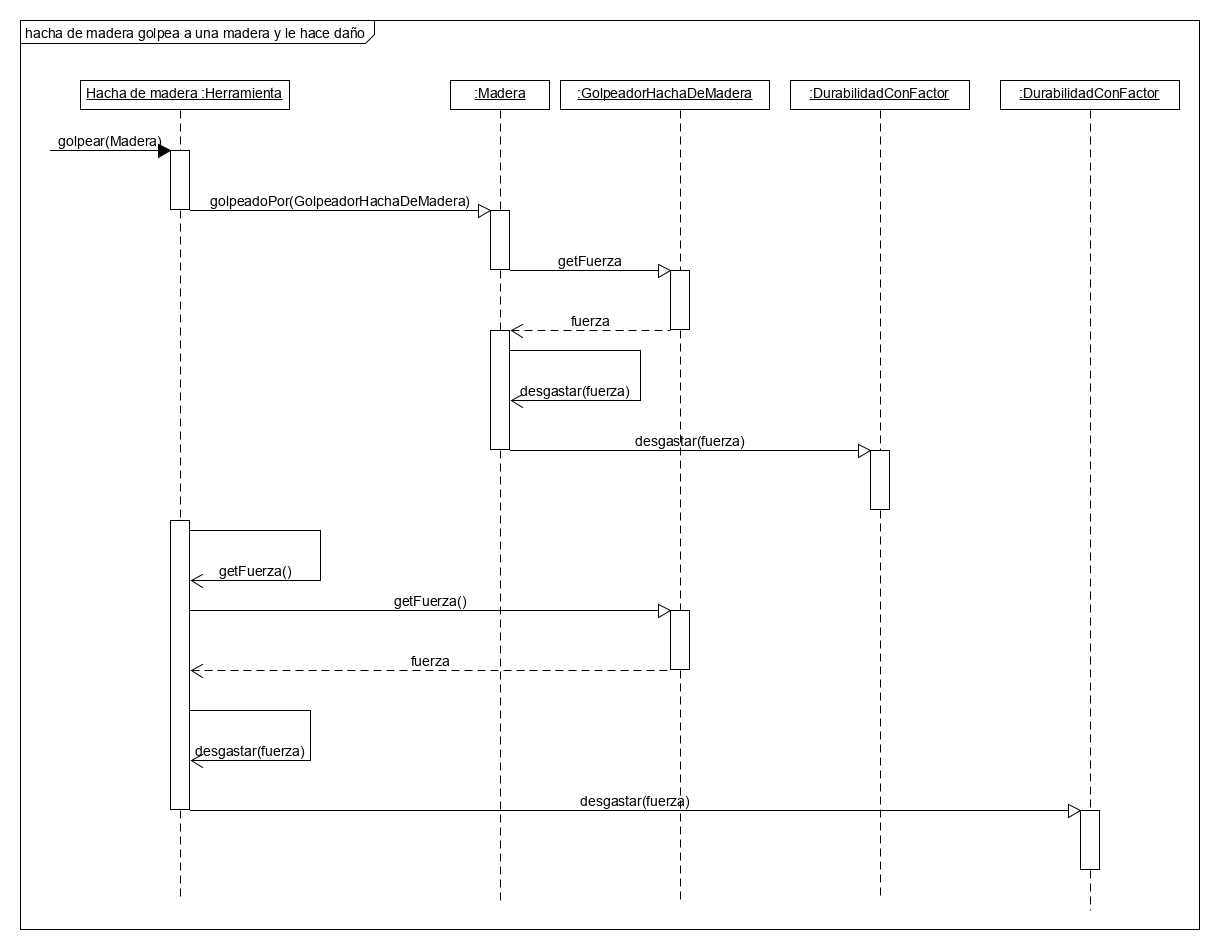 hacha de madera golpea a una madera y le hace daño
Hacha de madera :Herramienta
:Madera
:GolpeadorHachaDeMadera
:DurabilidadConFactor
:DurabilidadConFactor
golpear(Madera)
golpeadoPor(GolpeadorHachaDeMadera)
getFuerza
fuerza
desgastar(fuerza)
desgastar(fuerza)
getFuerza()
getFuerza()
fuerza
desgastar(fuerza)
desgastar(fuerza)